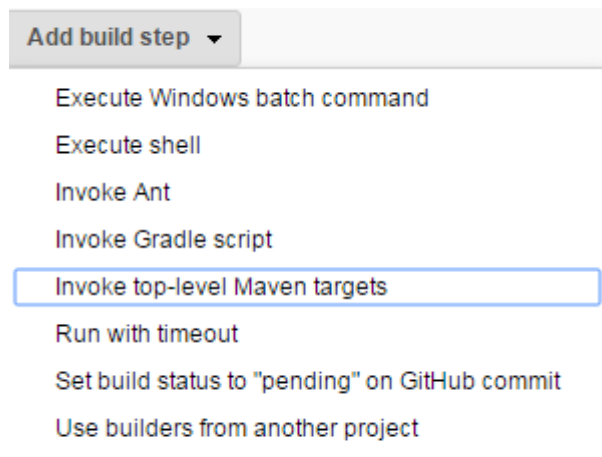 Add build step
Execute Windows batch command
Execute shell
Invoke Ant
Invoke Gradle script
Invoke top-level Maven targets
Run with timeout
Set build status to "pending" on GitHub commit
Use builders from another project